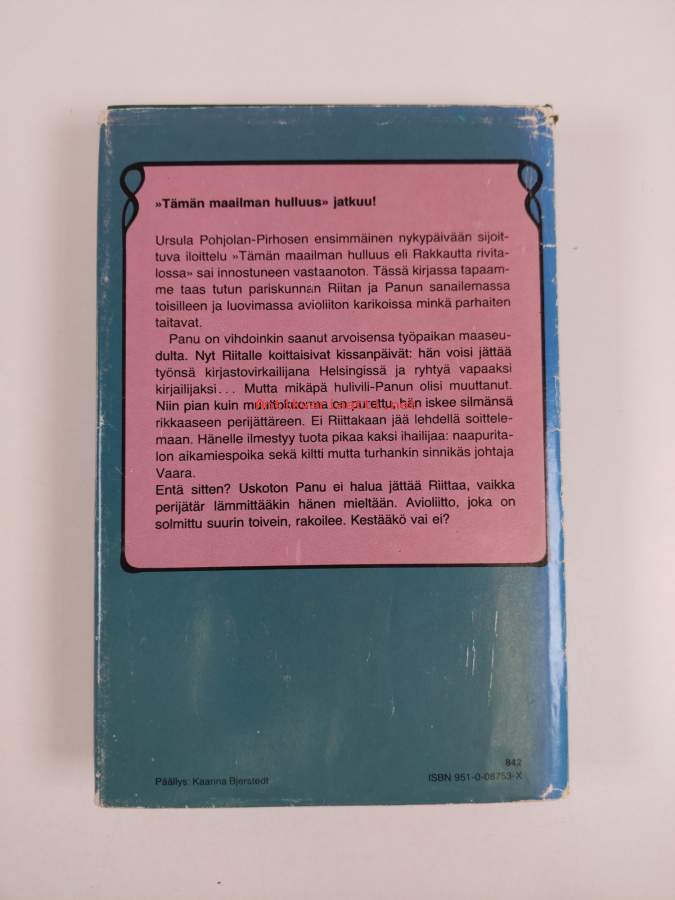 »Tämän maailman hulluus» jatkuu!
Ursula Pohjolan-Pirhosen ensimmäinen nykypäivään sijoit-
tuva iloittelu »Tämän maailman hulluus eli Rakkautta rivita-
lossa» sai innostuneen vastaanoton. Tässä kirjassa tapaam-
me taas tutun pariskunnan Riitan ja Panun sanailemassa
toisilleen ja luovimassa avioliiton karikoissa minkä parhaiten
taitavat.
Panu on vihdoinkin saanut arvoisensa työpaikan maaseu-
dulta. Nyt Riitalle koittaisivat kissanpäivät: hän voisi jättää
työnsä kirjastovirkailijana Helsingissä ja ryhtyä vapaaksi
kirjailijaksi... Mutta mikäpä hulivili-Panun olisi muuttanut.
Niin pian kuin muuttokuorma on purettu, hän iskee silmänsä
rikkaaseen perijättäreen. Ei Riittakaan jää lehdellä soittele-
maan. Hänelle ilmestyy tuota pikaa kaksi ihailijaa: naapurita-
lon aikamiespoika sekä kiltti mutta turhankin sinnikäs johtaja
Vaara.
Entä sitten? Uskoton Panu ei halua jättää Riittaa, vaikka
perijätär lämmittääkin hänen mieltään. Avioliitto, joka on
solmittu suurin toivein, rakoilee. Kestääkö vai ei?
842
Päällys: Kaarina Bjerstedt
ISBN 951-0-08753-X